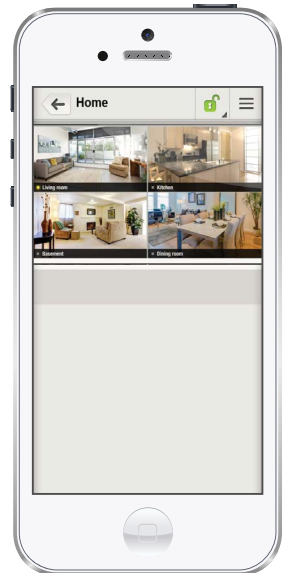 Home
Living room
Kitchen
Basement
Dining room